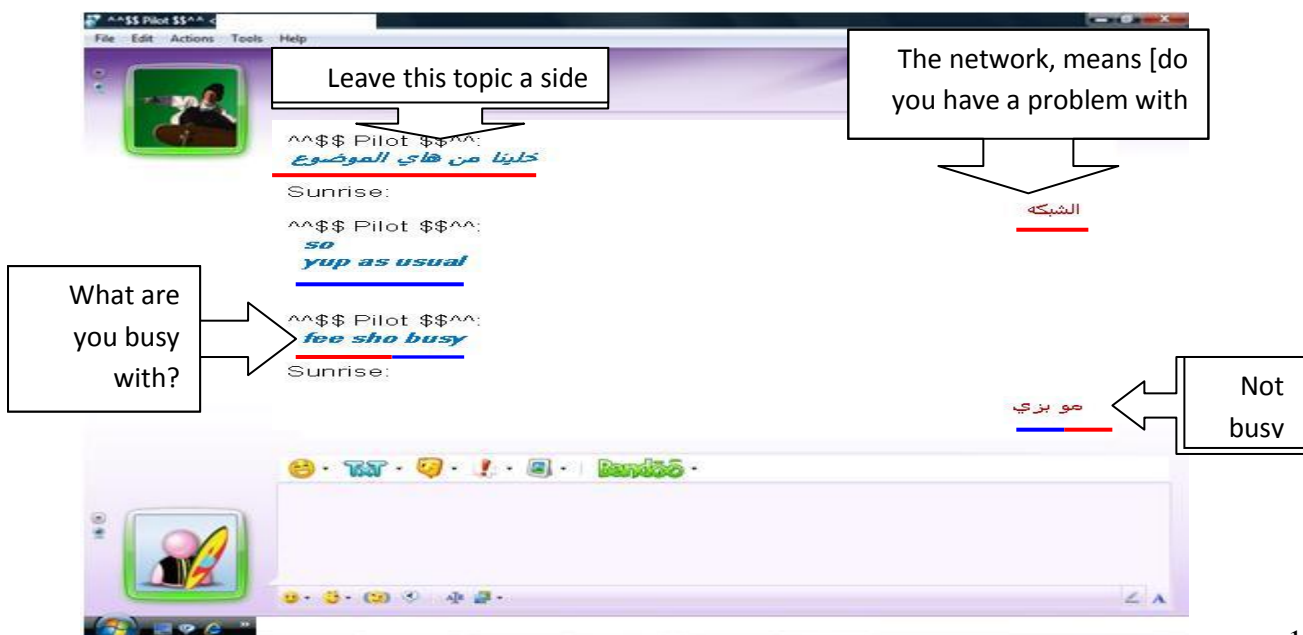 ^^$$ Pilot $$^^ <
File Edit Actions Tools Help
Leave this topic a side
The network, means [do
you have a problem with
^^$$ Pilot $$^^:
خلينا من هاي الموضوع
Sunrise:
الشبكه
^^$$ Pilot $$^^:
so
yup as usual
What are
you busy
with?
^^$$ Pilot $$^^:
fee sho busy
Sunrise:
مو بزي
Not
busy
Bandoo
A